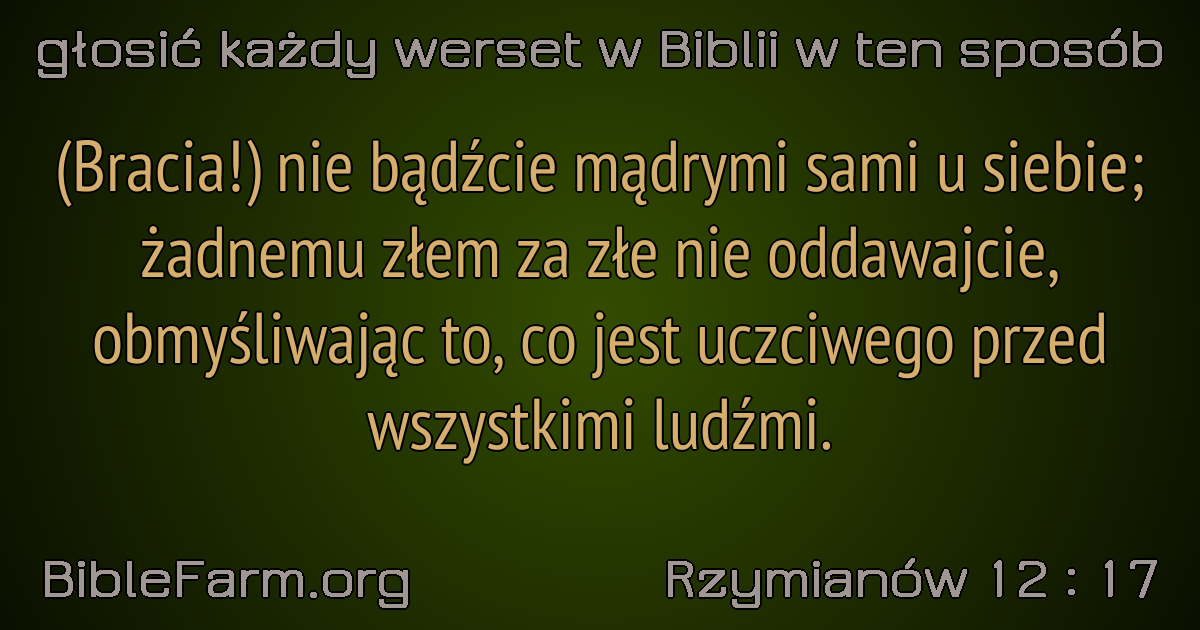 głosić każdy werset w Biblii w ten sposób
(Bracia!) nie bądźcie mądrymi sami u siebie;
żadnemu złem za złe nie oddawajcie,
obmyśliwając to, co jest uczciwego przed
wszystkimi ludźmi.
BibleFarm.org
Rzymianów 12 : 17